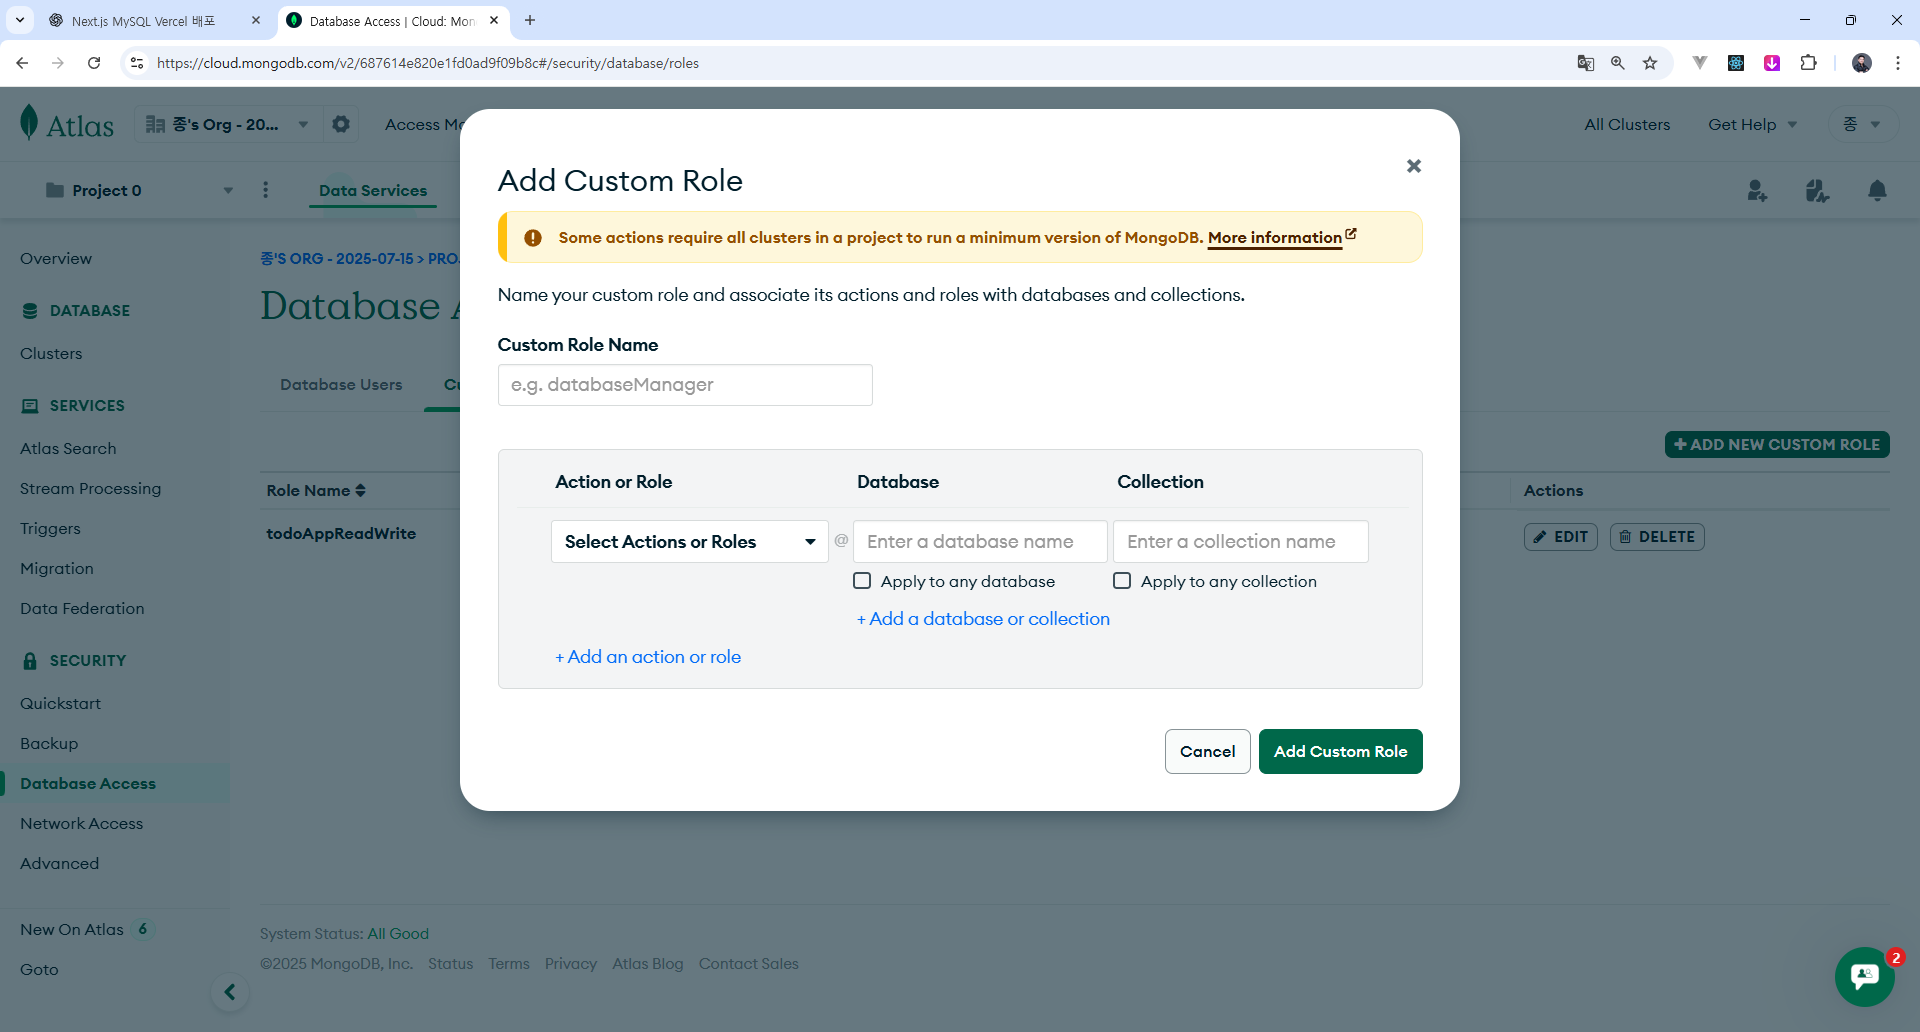 Next.js MySQL Vercel 배포
Database Access | Cloud: Mon
https://cloud.mongodb.com/v2/687614e820e1fd0ad9f09b8c#/security/database/roles
Atlas
종's Org - 20...
Access Ma
All Clusters
Get Help
종
Project 0
Data Services
Overview
DATABASE
Clusters
SERVICES
Atlas Search
Stream Processing
Triggers
Migration
Data Federation
SECURITY
Quickstart
Backup
Database Access
Network Access
Advanced
New On Atlas 6
Goto
종'S ORG - 2025-07-15 > PROJ
Database A
Database Users
Cu
+ ADD NEW CUSTOM ROLE
Role Name
Actions
todoAppReadWrite
EDIT
DELETE
Add Custom Role
Some actions require all clusters in a project to run a minimum version of MongoDB. More information
Name your custom role and associate its actions and roles with databases and collections.
Custom Role Name
e.g. databaseManager
Action or Role
Database
Collection
Select Actions or Roles
@
Enter a database name
Enter a collection name
Apply to any database
Apply to any collection
+ Add a database or collection
+ Add an action or role
Cancel
Add Custom Role
System Status: All Good
©2025 MongoDB, Inc. Status Terms Privacy Atlas Blog Contact Sales
2